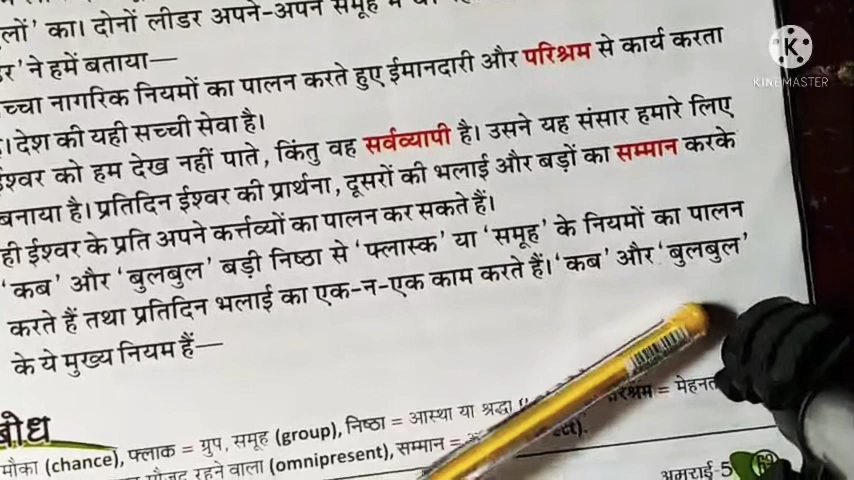 लों' का। दोनों लीडर अपने-अपने समूह में
र' ने हमें बताया—
च्चा नागरिक नियमों का पालन करते हुए ईमानदारी और परिश्रम से कार्य करता
है। देश की यही सच्ची सेवा है।
ईश्वर को हम देख नहीं पाते, किंतु वह सर्वव्यापी है। उसने यह संसार हमारे लिए
बनाया है। प्रतिदिन ईश्वर की प्रार्थना, दूसरों की भलाई और बड़ों का सम्मान करके
ही ईश्वर के प्रति अपने कर्त्तव्यों का पालन कर सकते हैं।
'कब' और 'बुलबुल' बड़ी निष्ठा से 'फ्लास्क' या 'समूह' के नियमों का पालन
करते हैं तथा प्रतिदिन भलाई का एक-न-एक काम करते हैं। 'कब' और 'बुलबुल'
के ये मुख्य नियम हैं—
बोध
मौका (chance), फ्लाक = ग्रुप, समूह (group), निष्ठा = आस्था या श्रद्धा परिश्रम = मेहनत
मौजूद रहने वाला (omnipresent), सम्मान =
अमराई-5
K
KINEMASTER